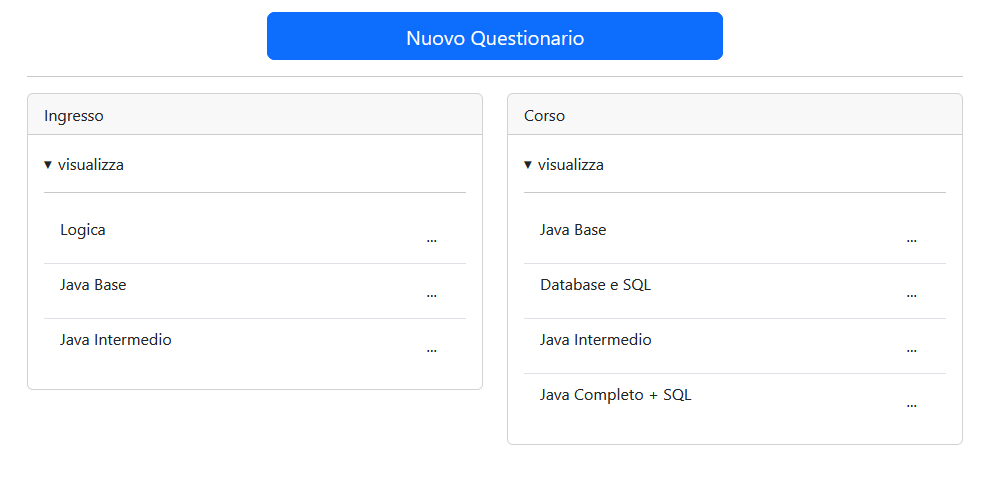 Nuovo Questionario
Ingresso
▾ visualizza
Logica
...
Java Base
...
Java Intermedio
...
Corso
▾ visualizza
Java Base
...
Database e SQL
...
Java Intermedio
...
Java Completo + SQL
...